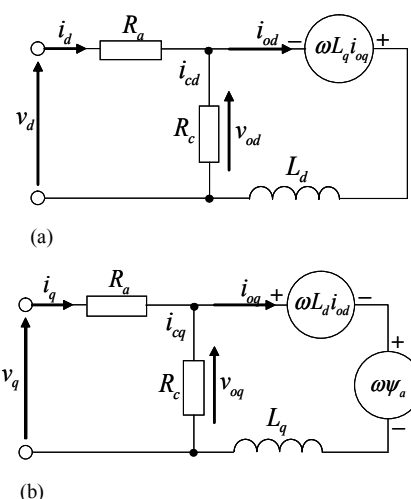 i_d R_a i_od − ωL_q i_oq +
i_cd
v_d R_c v_od
L_d
(a)
i_q R_a i_oq + ωL_d i_od −
i_cq +
v_q R_c v_oq ωψ_a
L_q −
(b)